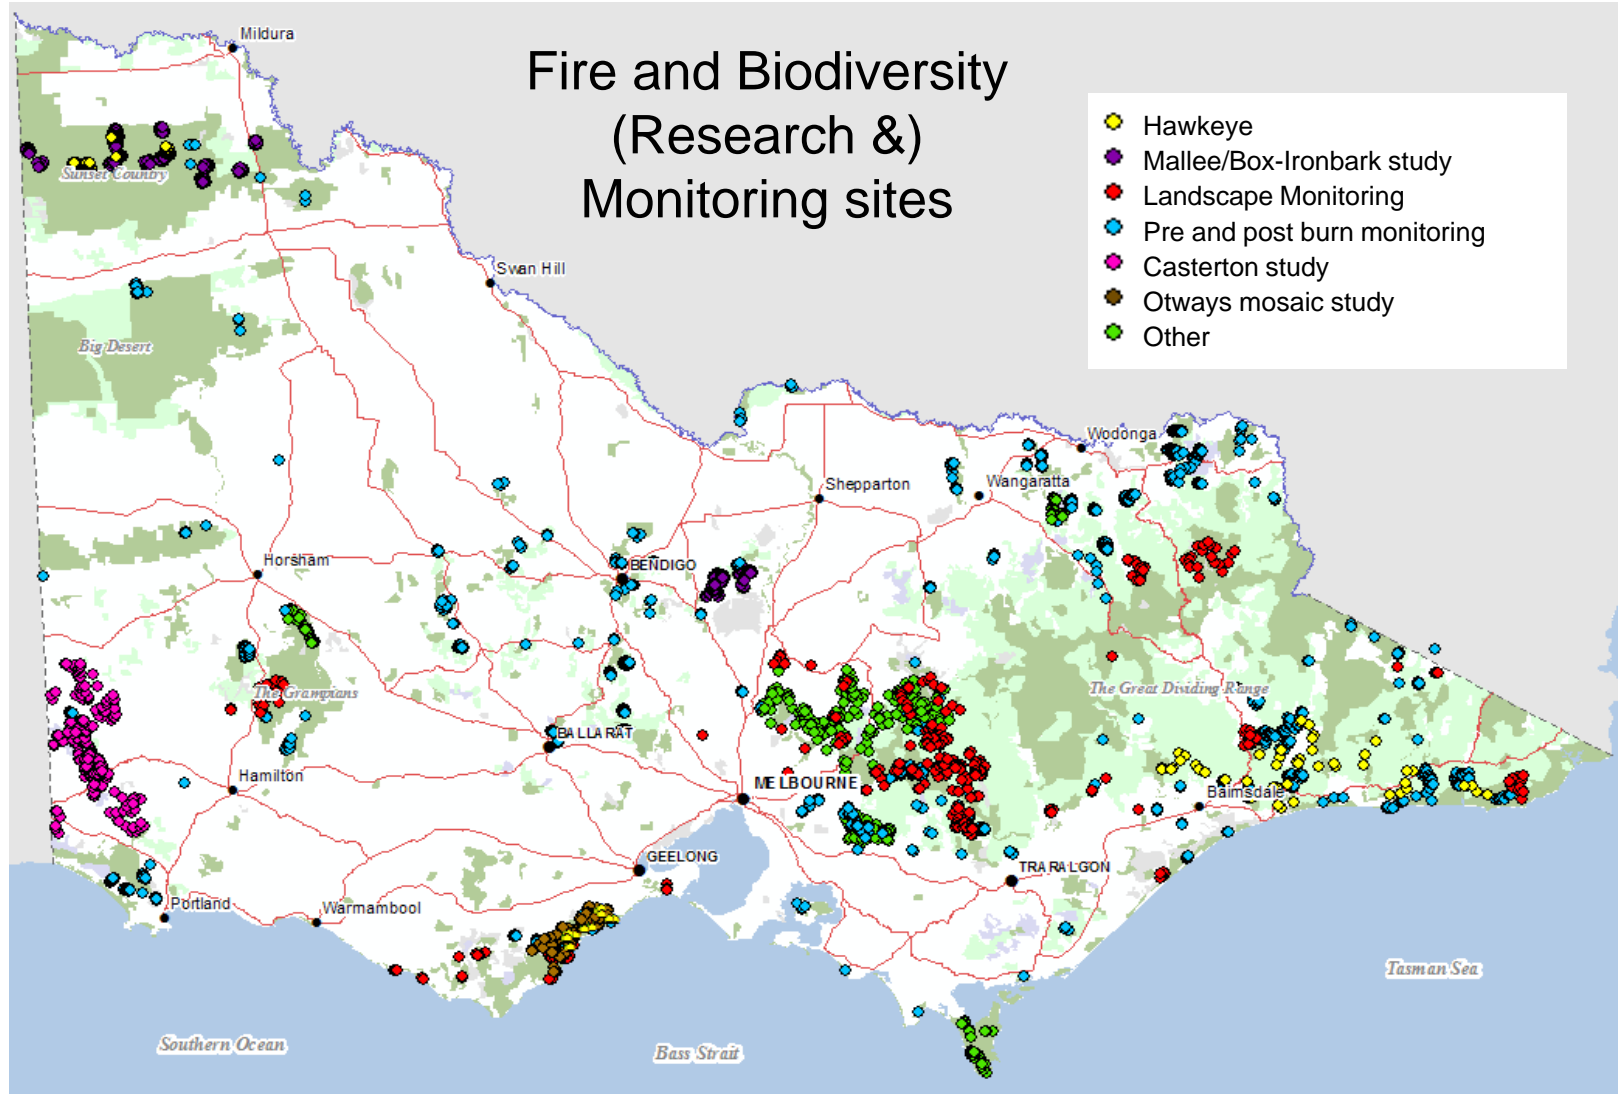 Fire and Biodiversity
(Research &)
Monitoring sites
Hawkeye
Mallee/Box-Ironbark study
Landscape Monitoring
Pre and post burn monitoring
Casterton study
Otways mosaic study
Other
Mildura
Sunset Country
Swan Hill
Big Desert
Wodonga
Wangaratta
Shepparton
Horsham
BENDIGO
The Grampians
The Great Dividing Range
BALLARAT
Hamilton
MELBOURNE
Bairnsdale
GEELONG
TRARALGON
Portland
Warrnambool
Tasman Sea
Southern Ocean
Bass Strait